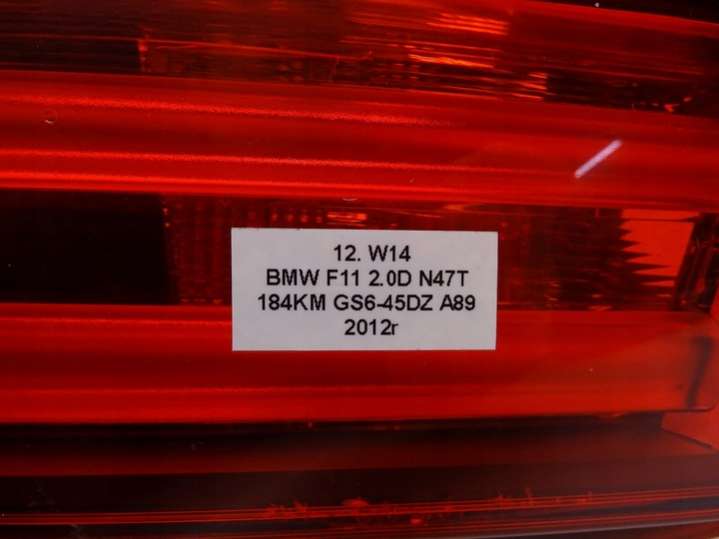 12. W14
BMW F11 2.0D N47T
184KM GS6-45DZ A89
2012r